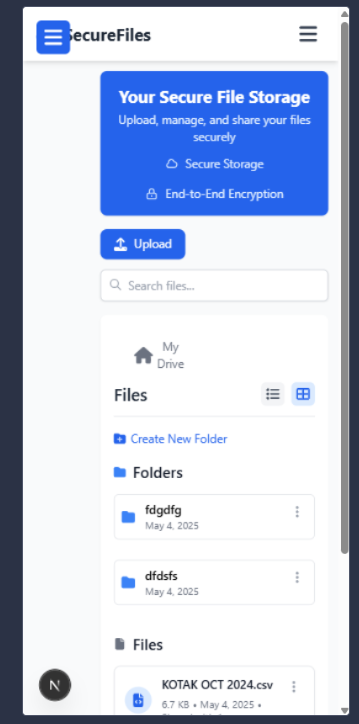 SecureFiles
Your Secure File Storage
Upload, manage, and share your files
securely
Secure Storage
End-to-End Encryption
Upload
Search files...
My
Drive
Files
Create New Folder
Folders
fdgdfg
May 4, 2025
dfdsfs
May 4, 2025
Files
KOTAK OCT 2024.csv
6.7 KB • May 4, 2025 •
N